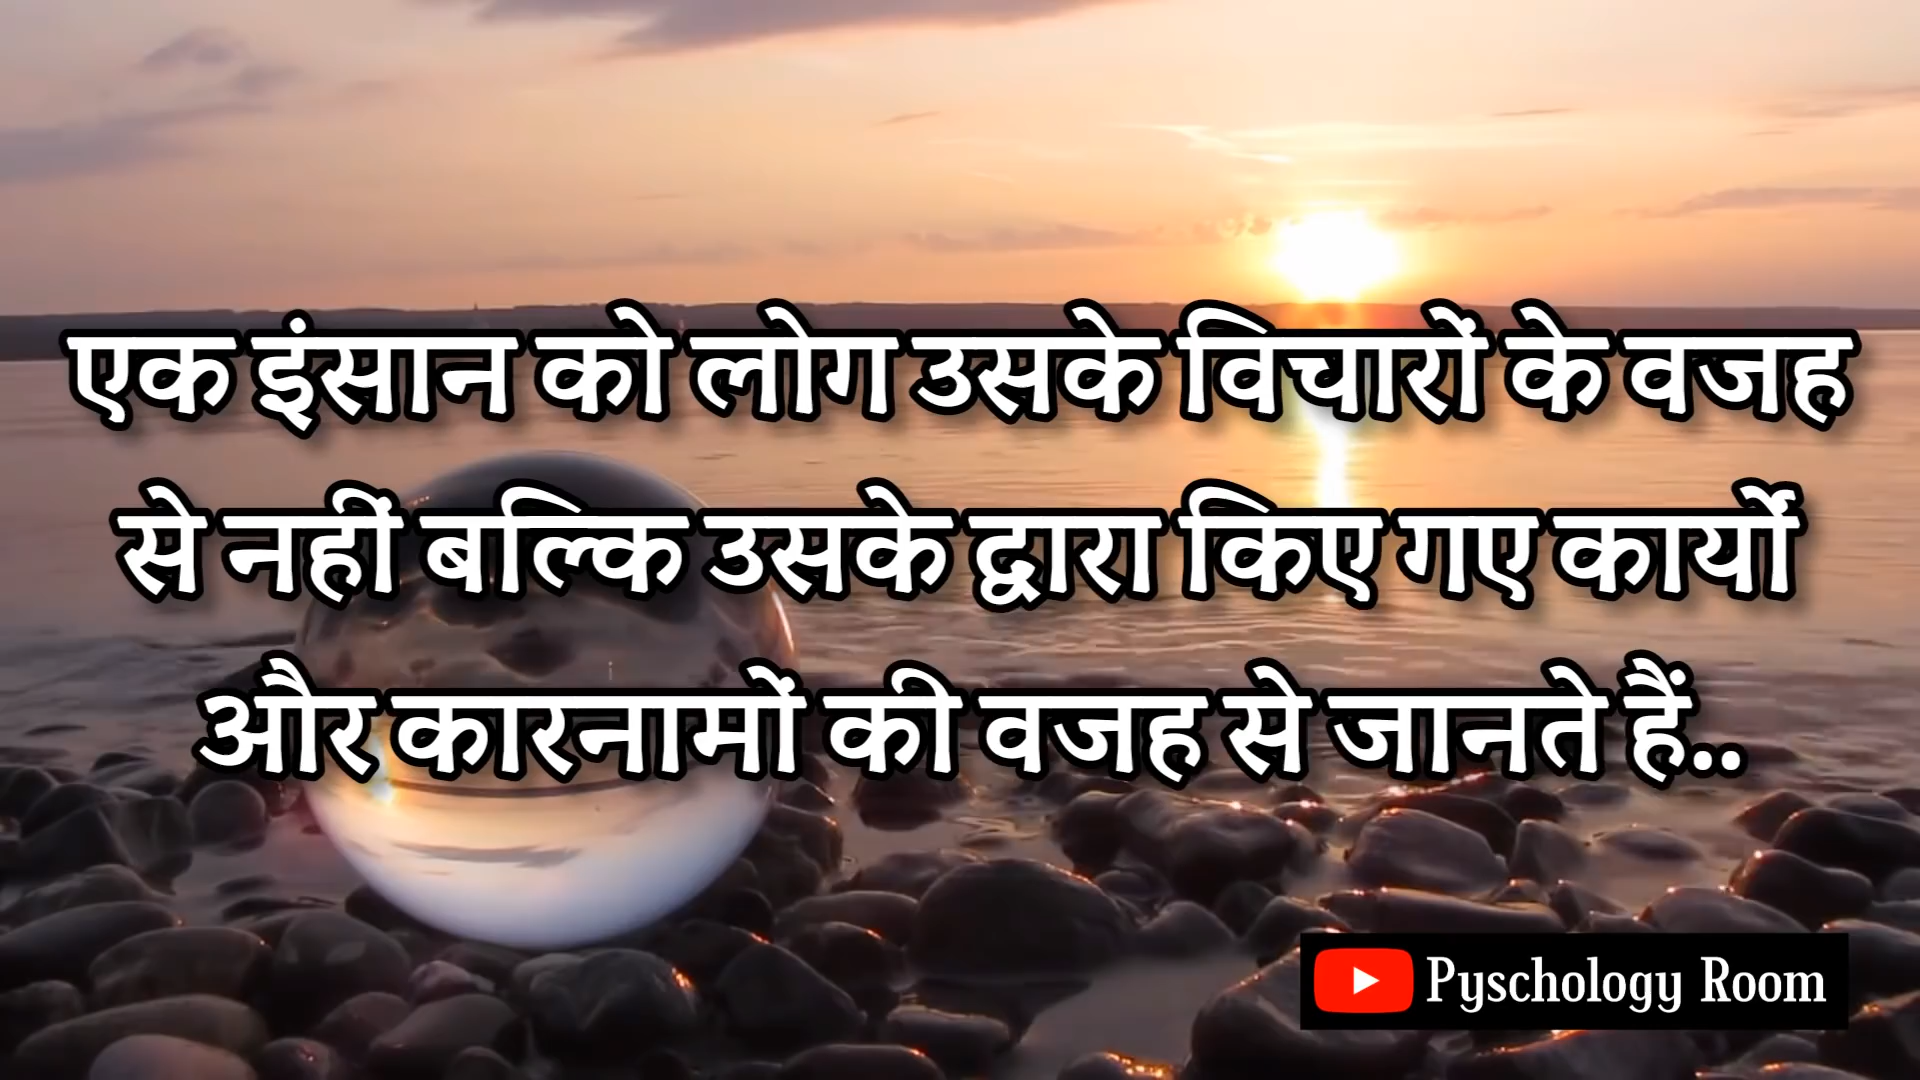 एक इंसान को लोग उसके विचारों के वजह
से नहीं बल्कि उसके द्वारा किए गए कार्यों
और कारनामों की वजह से जानते हैं..
Pyschology Room